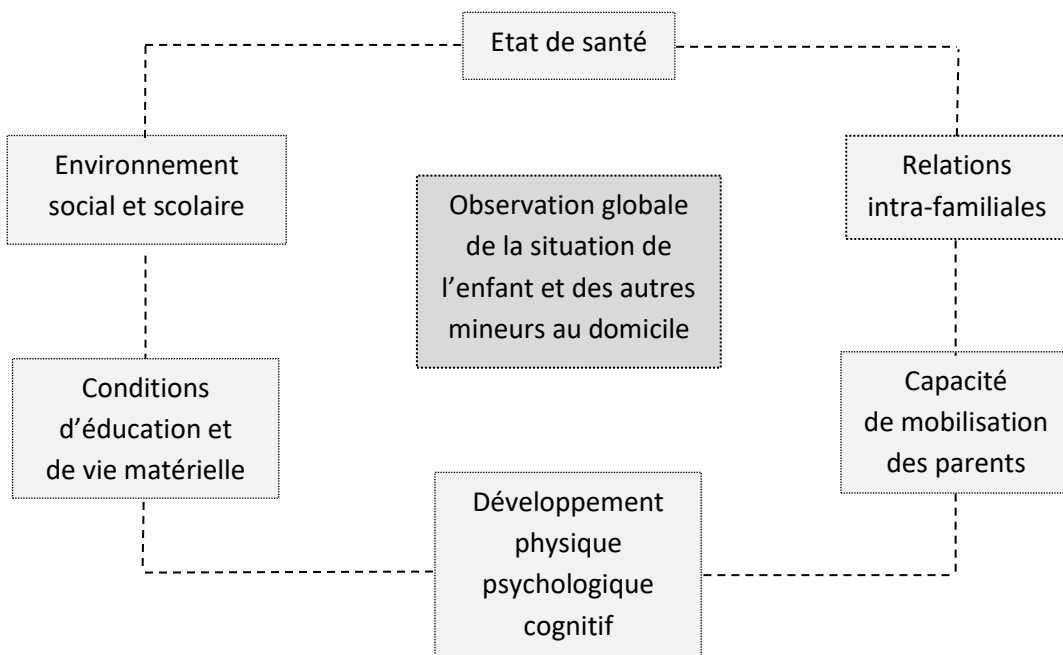 Etat de santé
Environnement
social et scolaire
Relations
intra-familiales
Observation globale
de la situation de
l’enfant et des autres
mineurs au domicile
Conditions
d’éducation et
de vie matérielle
Capacité
de mobilisation
des parents
Développement
physique
psychologique
cognitif